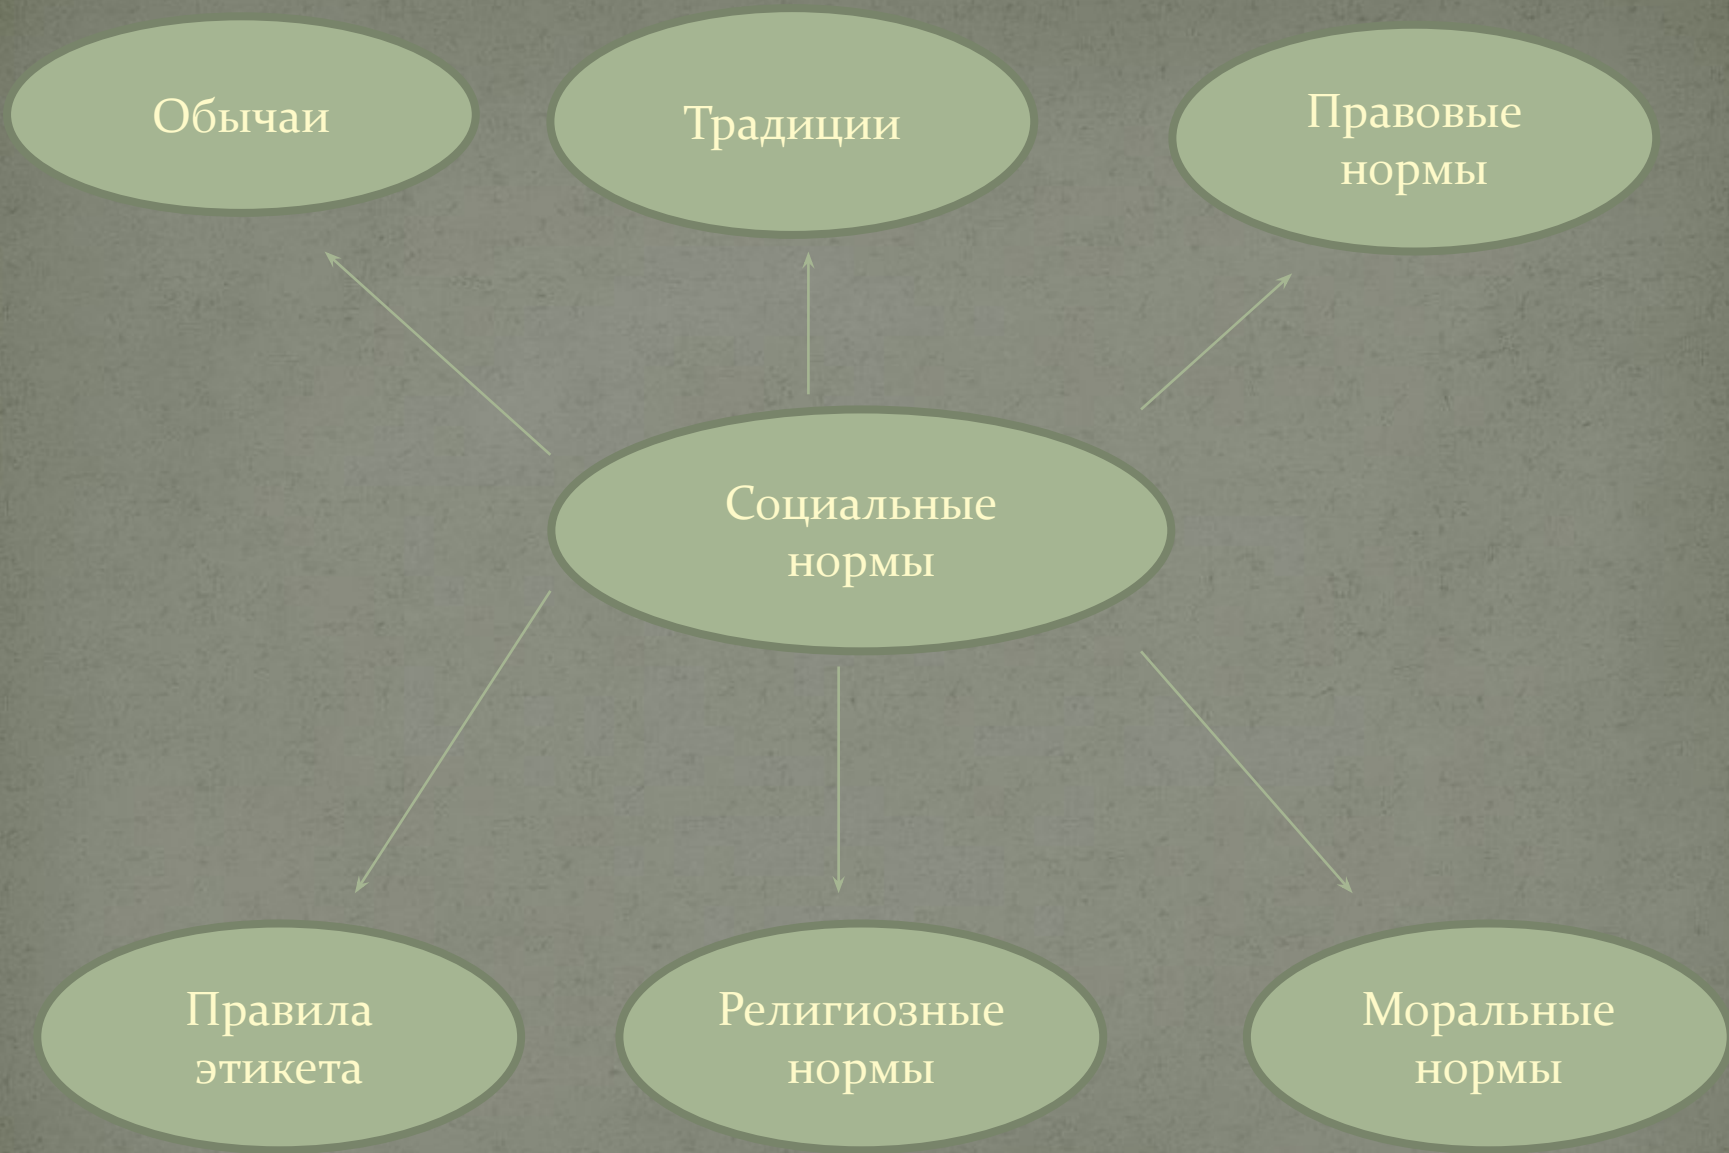 Обычаи
Традиции
Правовые
нормы
Социальные
нормы
Правила
этикета
Религиозные
нормы
Моральные
нормы